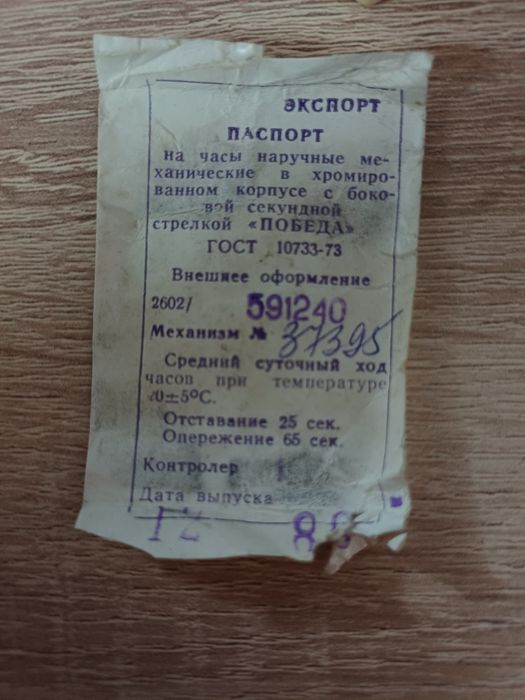 ЭКСПОРТ
ПАСПОРТ
на часы наручные ме-
ханические в хромиро-
ванном корпусе с боко-
вой секундной
стрелкой «ПОБЕДА»
ГОСТ 10733-73
Внешнее оформление
2602/ 591240
Механизм № 37395
Средний суточный ход
часов при температуре
20±5°С.
Отставание 25 сек.
Опережение 65 сек.
Контролер
Дата выпуска